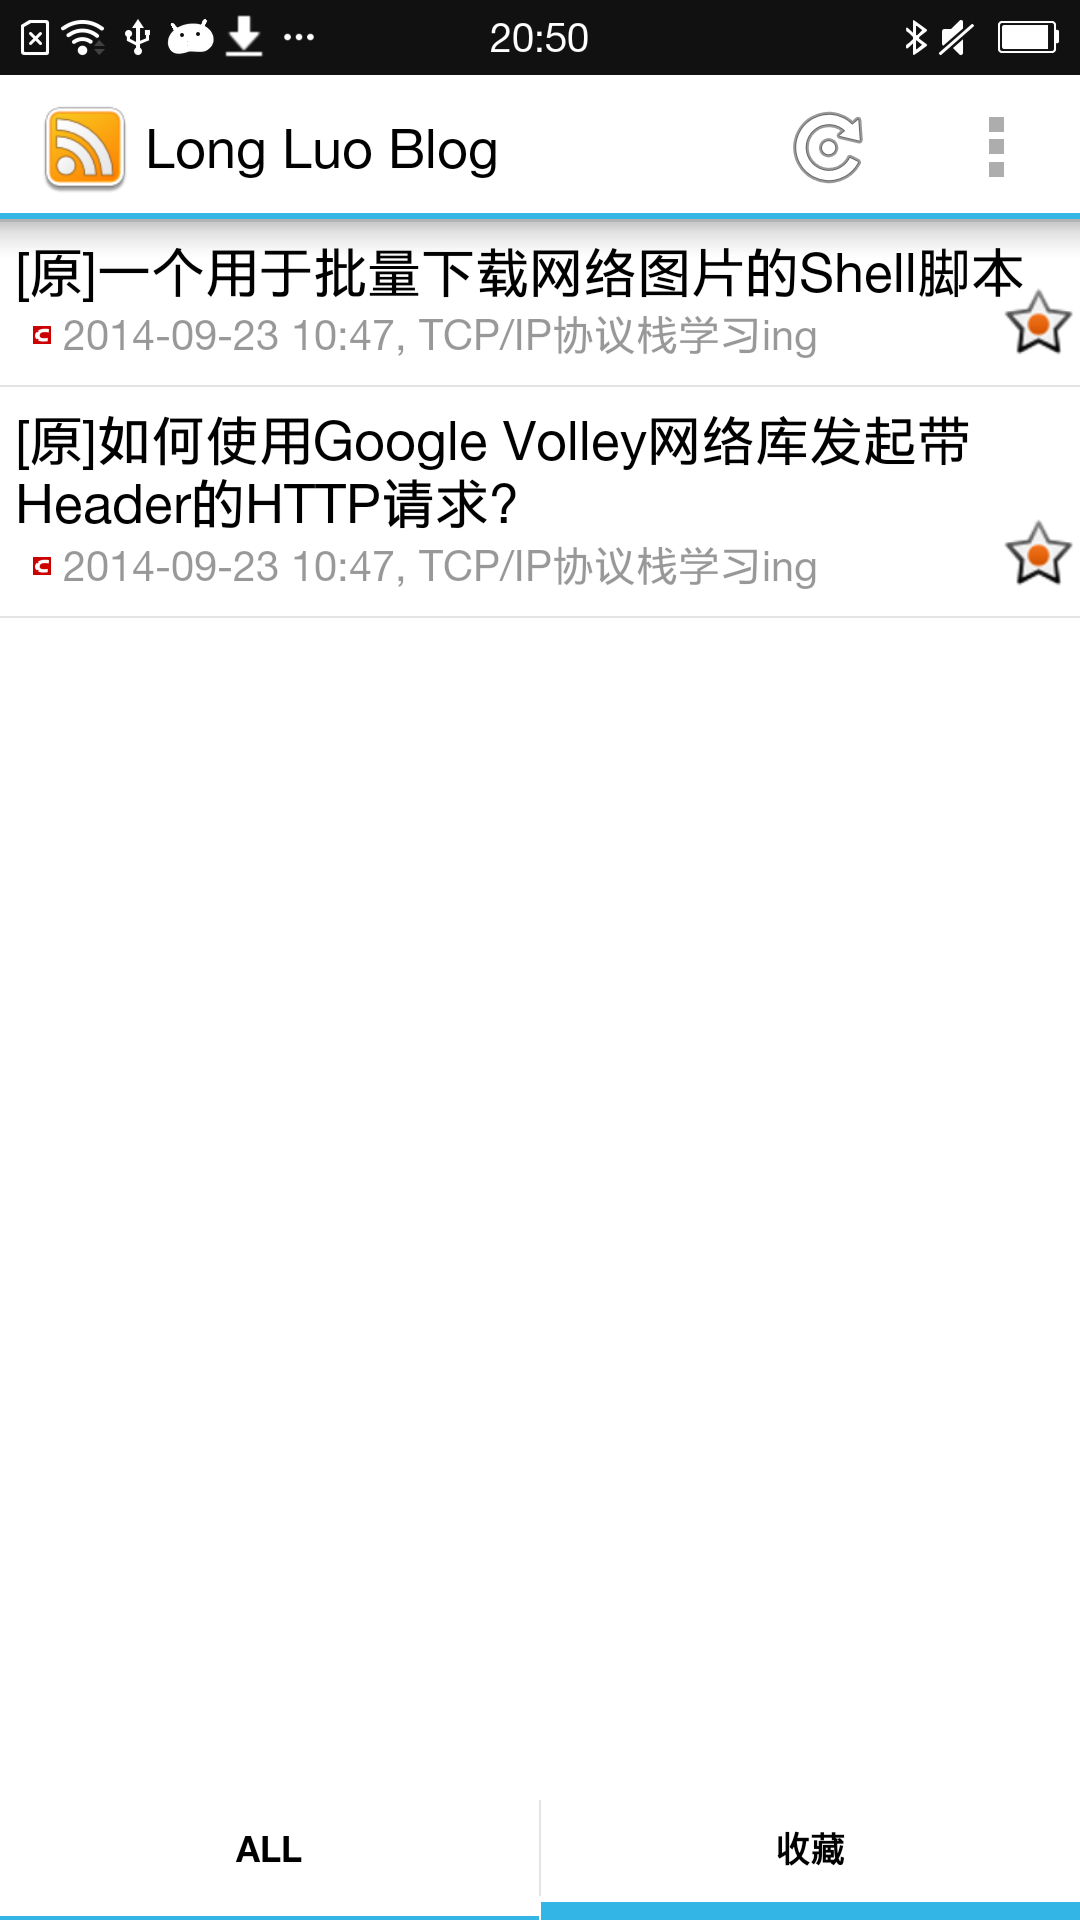 20:50
Long Luo Blog
[原]一个用于批量下载网络图片的Shell脚本
2014-09-23 10:47, TCP/IP协议栈学习ing
[原]如何使用Google Volley网络库发起带
Header的HTTP请求?
2014-09-23 10:47, TCP/IP协议栈学习ing
ALL
收藏